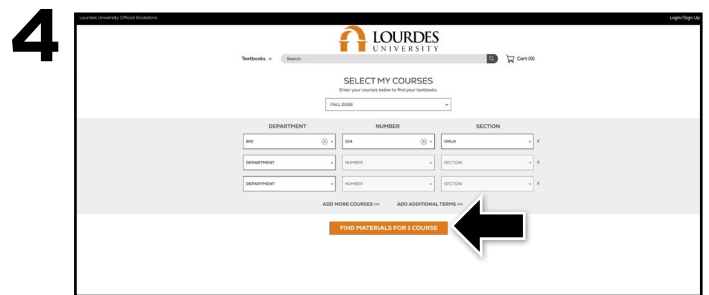 4
Lourdes University Official Bookstore
Login/Sign Up
LOURDES
UNIVERSITY
Textbooks
Search
Cart (0)
SELECT MY COURSES
Enter your courses below to find your textbooks.
FALL 2026
DEPARTMENT NUMBER SECTION
BIO 104 ONLN X
DEPARTMENT NUMBER SECTION X
DEPARTMENT NUMBER SECTION X
ADD MORE COURSES >>> ADD ADDITIONAL TERMS >>>
FIND MATERIALS FOR 1 COURSE